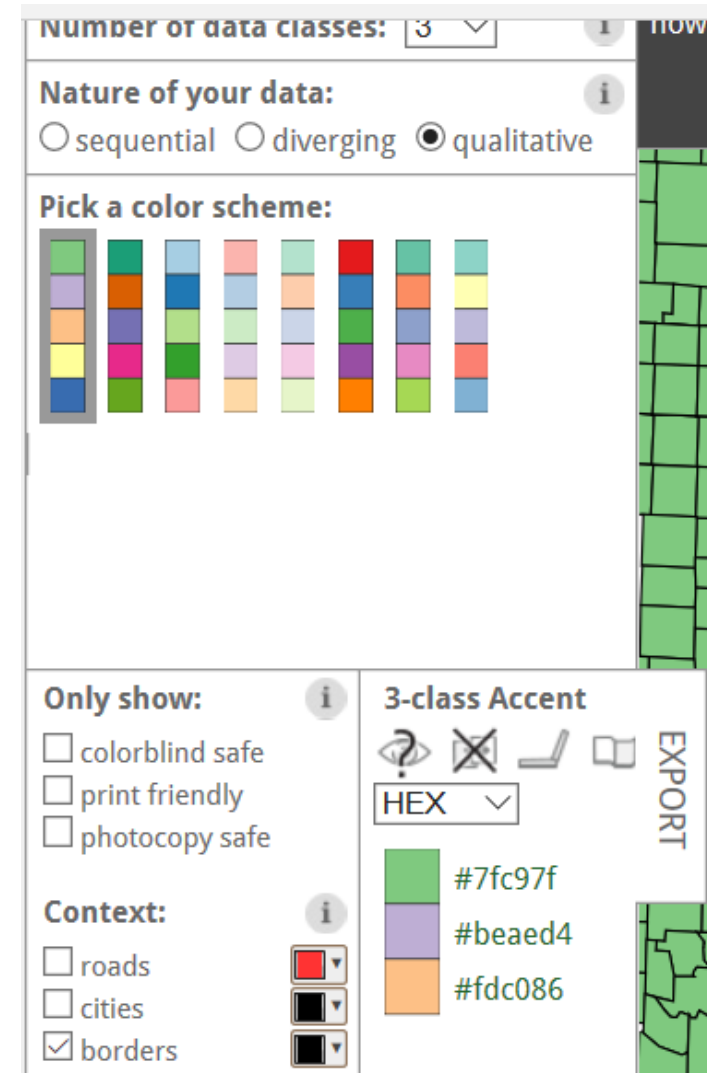 Number of data classes: 3 i
now
Nature of your data: i
sequential diverging qualitative
Pick a color scheme:
Only show: i
colorblind safe
print friendly
photocopy safe
Context: i
roads
cities
borders
3-class Accent
?
HEX
#7fc97f
#beaed4
#fdc086
EXPORT